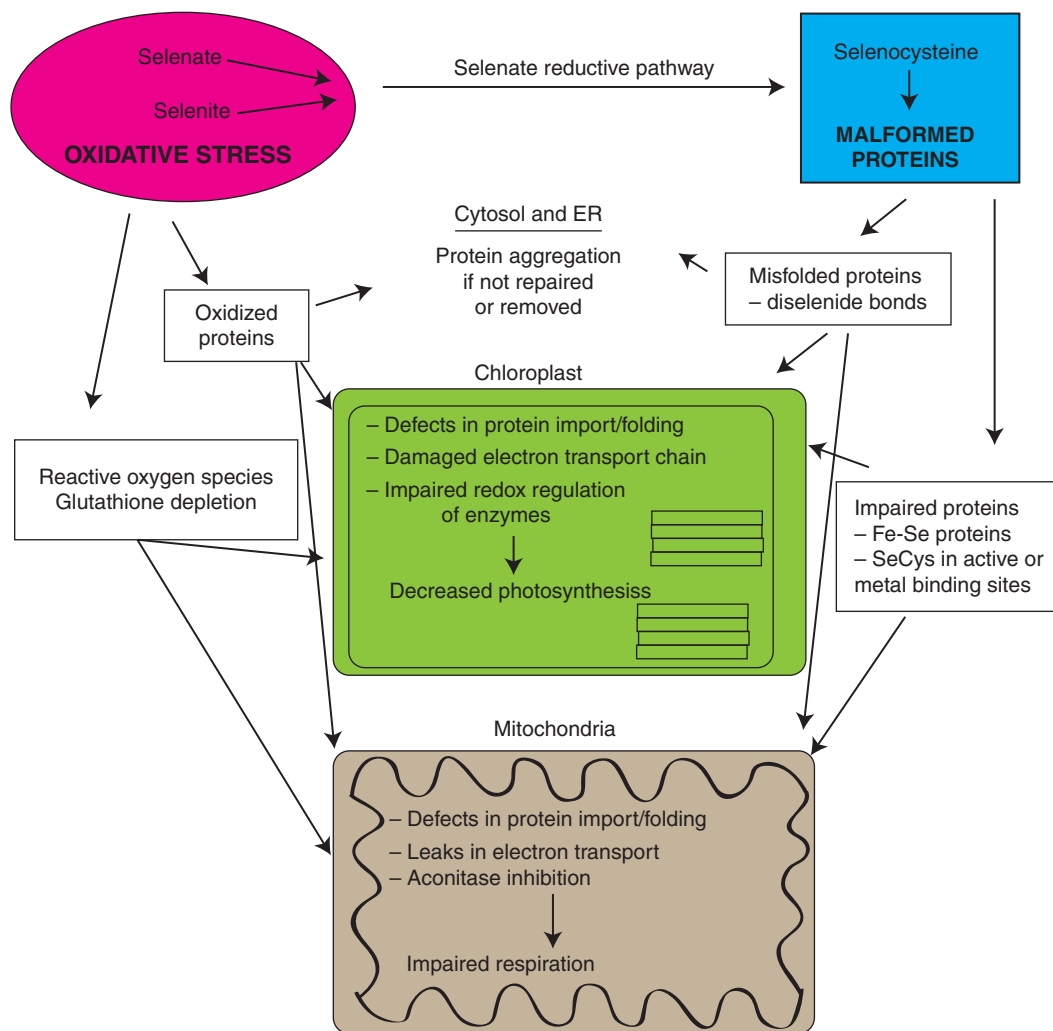 Selenate
Selenite
OXIDATIVE STRESS
Selenate reductive pathway
Selenocysteine
MALFORMED
PROTEINS
Cytosol and ER
Protein aggregation
if not repaired
or removed
Oxidized
proteins
Misfolded proteins
– diselenide bonds
Reactive oxygen species
Glutathione depletion
Chloroplast
– Defects in protein import/folding
– Damaged electron transport chain
– Impaired redox regulation
of enzymes
Decreased photosynthesiss
Impaired proteins
– Fe-Se proteins
– SeCys in active or
metal binding sites
Mitochondria
– Defects in protein import/folding
– Leaks in electron transport
– Aconitase inhibition
Impaired respiration